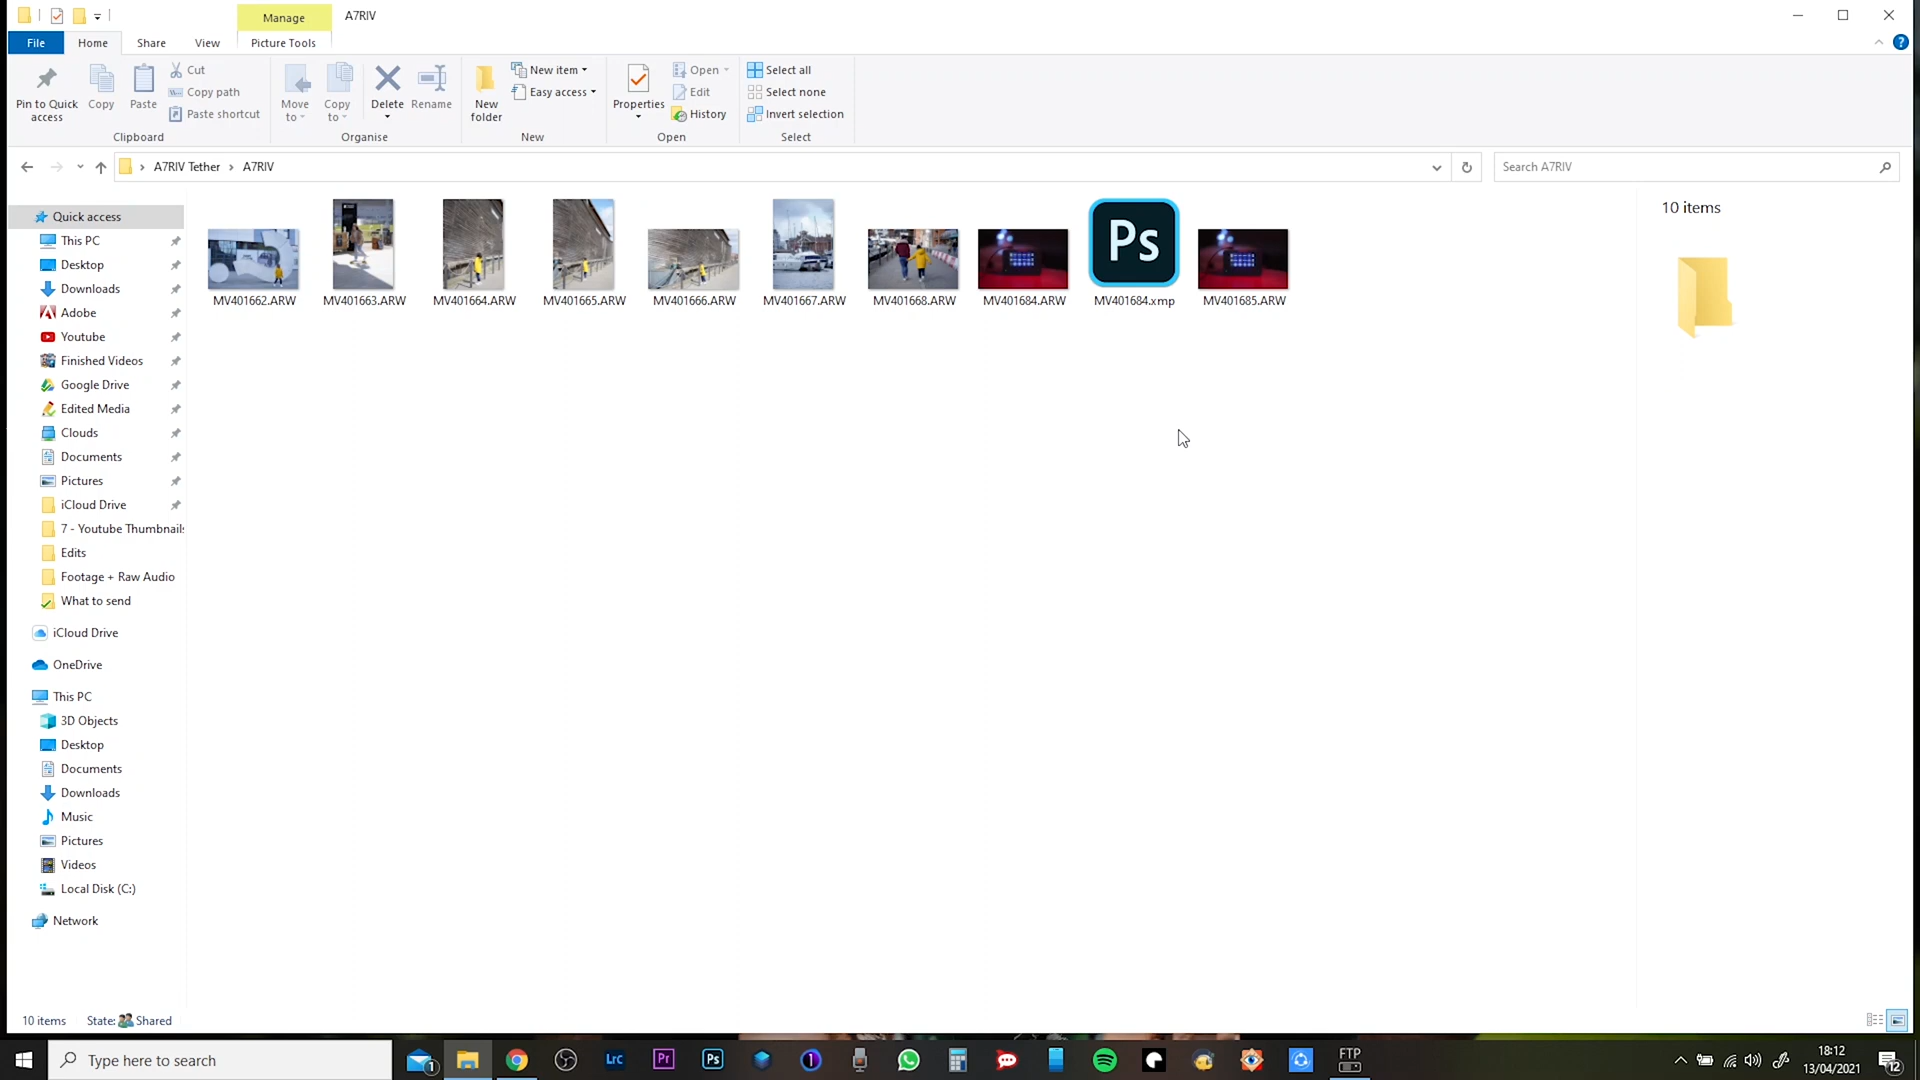 Manage
A7RIV
File
Home
Share
View
Picture Tools
Pin to Quick access
Copy
Paste
Cut
Copy path
Paste shortcut
Clipboard
Move to
Copy to
Delete
Rename
Organise
New folder
New item
Easy access
New
Properties
Open
Edit
History
Open
Select all
Select none
Invert selection
Select
A7RIV Tether > A7RIV
Search A7RIV
Quick access
This PC
Desktop
Downloads
Adobe
Youtube
Finished Videos
Google Drive
Edited Media
Clouds
Documents
Pictures
iCloud Drive
7 - Youtube Thumbnails
Edits
Footage + Raw Audio
What to send
iCloud Drive
OneDrive
This PC
3D Objects
Desktop
Documents
Downloads
Music
Pictures
Videos
Local Disk (C:)
Network
MV401662.ARW
MV401663.ARW
MV401664.ARW
MV401665.ARW
MV401666.ARW
MV401667.ARW
MV401668.ARW
MV401684.ARW
Ps
MV401684.xmp
MV401685.ARW
10 items
10 items
State: Shared
Type here to search
1
Lrc
Pr
Ps
1
FTP
18:12
13/04/2021
12